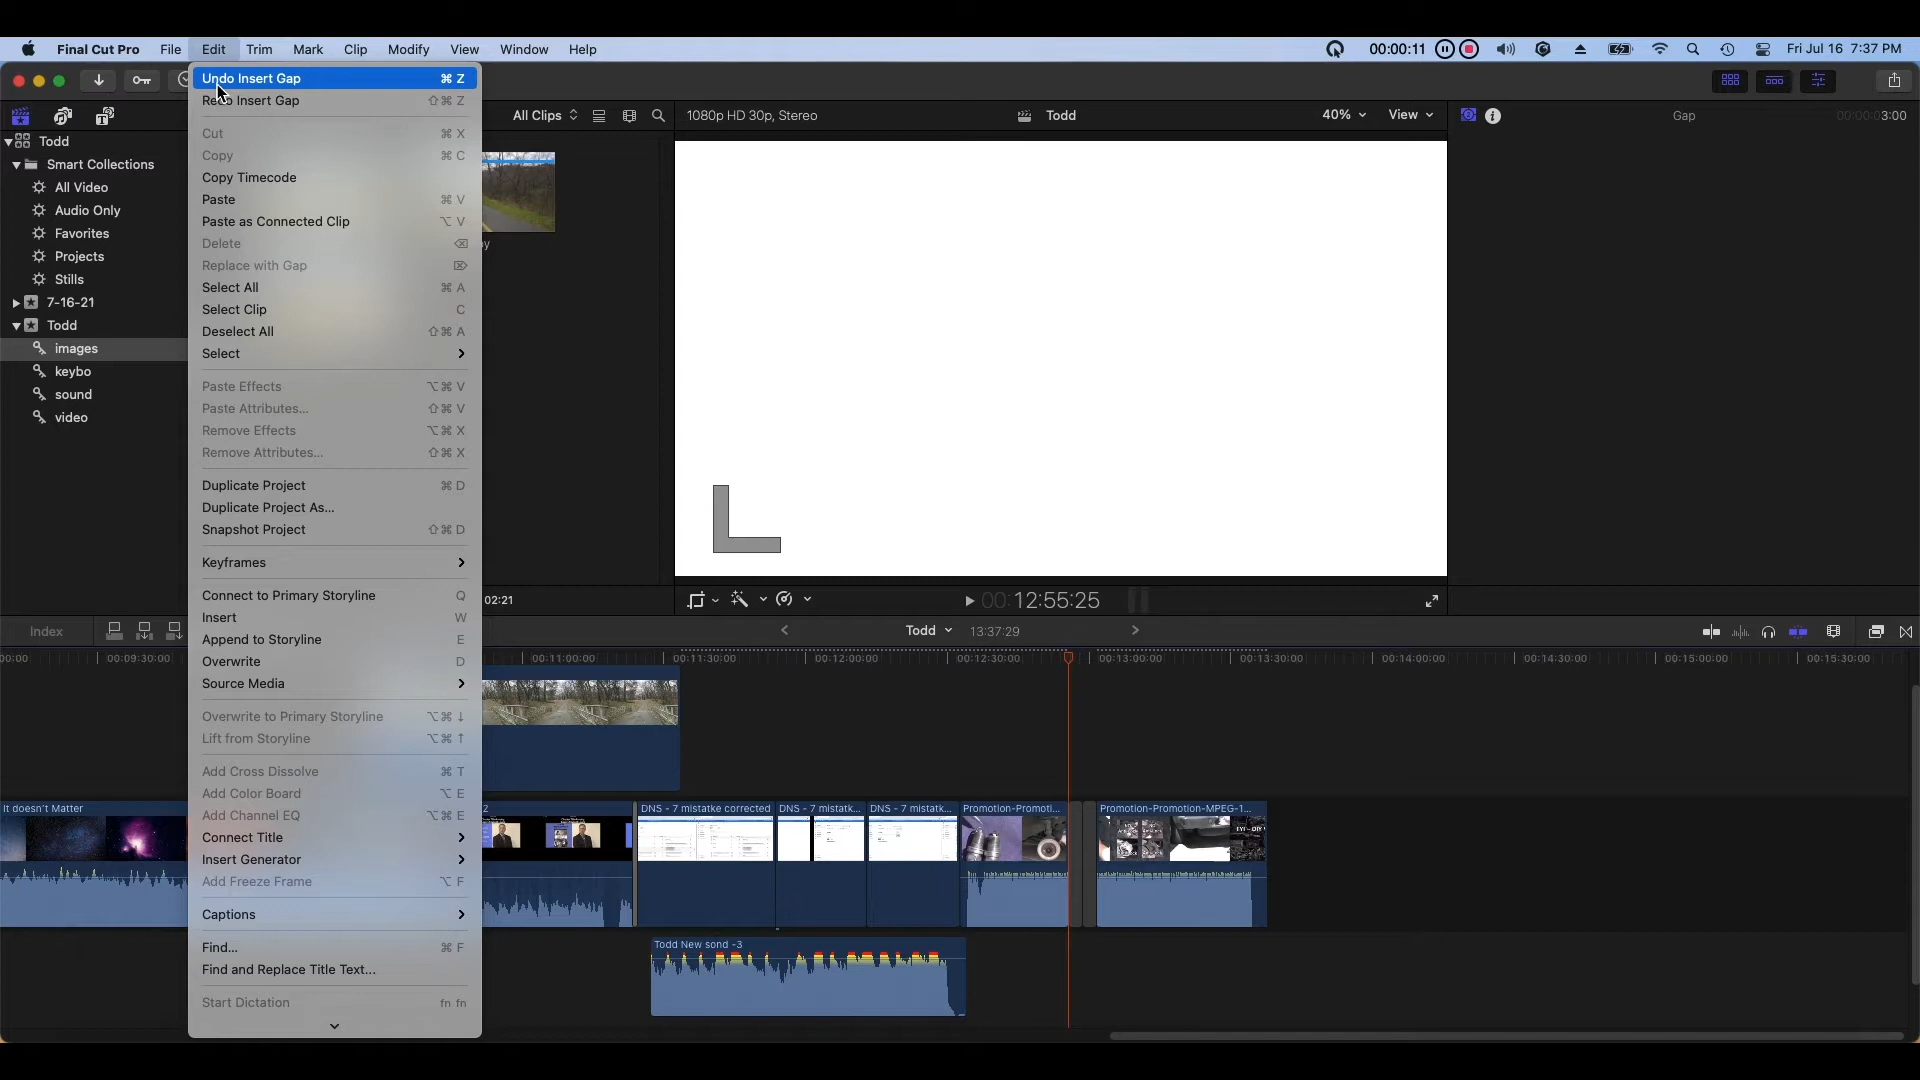 Final Cut Pro File Edit Trim Mark Clip Modify View Window Help 00:00:11 Fri Jul 16 7:37 PM
Undo Insert Gap ⌘ Z
Redo Insert Gap ⇧⌘ Z
Cut ⌘ X
Copy ⌘ C
Copy Timecode
Paste ⌘ V
Paste as Connected Clip ⌥ V
Delete ⌫
Replace with Gap ⌦
Select All ⌘ A
Select Clip C
Deselect All ⇧⌘ A
Select
Paste Effects ⌥⌘ V
Paste Attributes... ⇧⌘ V
Remove Effects ⌥⌘ X
Remove Attributes... ⇧⌘ X
Duplicate Project ⌘ D
Duplicate Project As...
Snapshot Project ⇧⌘ D
Keyframes
Connect to Primary Storyline Q
Insert W
Append to Storyline E
Overwrite D
Source Media
Overwrite to Primary Storyline ⌥⌘ ↓
Lift from Storyline ⌥⌘ ↑
Add Cross Dissolve ⌘ T
Add Color Board ⌥ E
Add Channel EQ ⌥⌘ E
Connect Title
Insert Generator
Add Freeze Frame ⌥ F
Captions
Find... ⌘ F
Find and Replace Title Text...
Start Dictation fn fn
Todd
Smart Collections
All Video
Audio Only
Favorites
Projects
Stills
7-16-21
Todd
images
keybo
sound
video
All Clips
1080p HD 30p, Stereo Todd 40% View
Gap 00:00:03:00
02:21
00:12:55:25
Index Todd 13:37:29
00:00 00:09:30:00 00:11:00:00 00:11:30:00 00:12:00:00 00:12:30:00 00:13:00:00 00:13:30:00 00:14:00:00 00:14:30:00 00:15:00:00 00:15:30:00
It doesn't Matter 2 DNS - 7 mistatke corrected DNS - 7 mistatk... DNS - 7 mistatk... Promotion-Promoti... Promotion-Promotion-MPEG-1...
Todd New sond -3